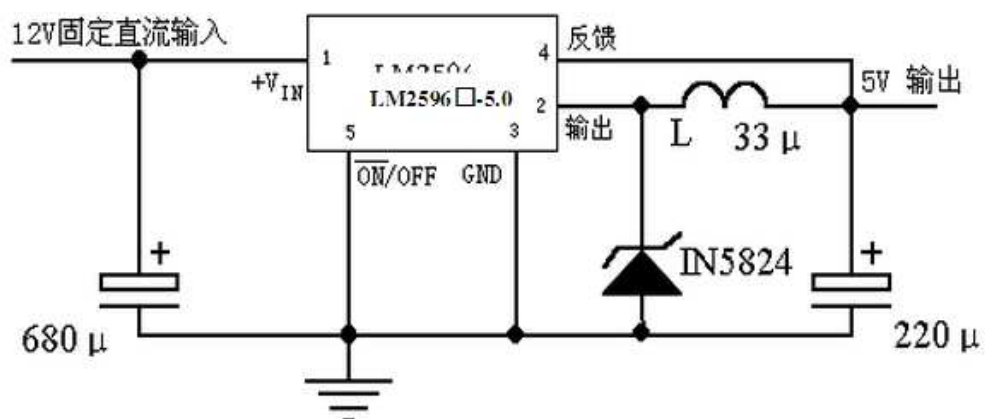 12V固定直流输入
+VIN
1
LM2596□-5.0
4
反馈
5V 输出
2
输出
L
33 μ
5
3
ON/OFF
GND
+
680 μ
IN5824
+
220 μ